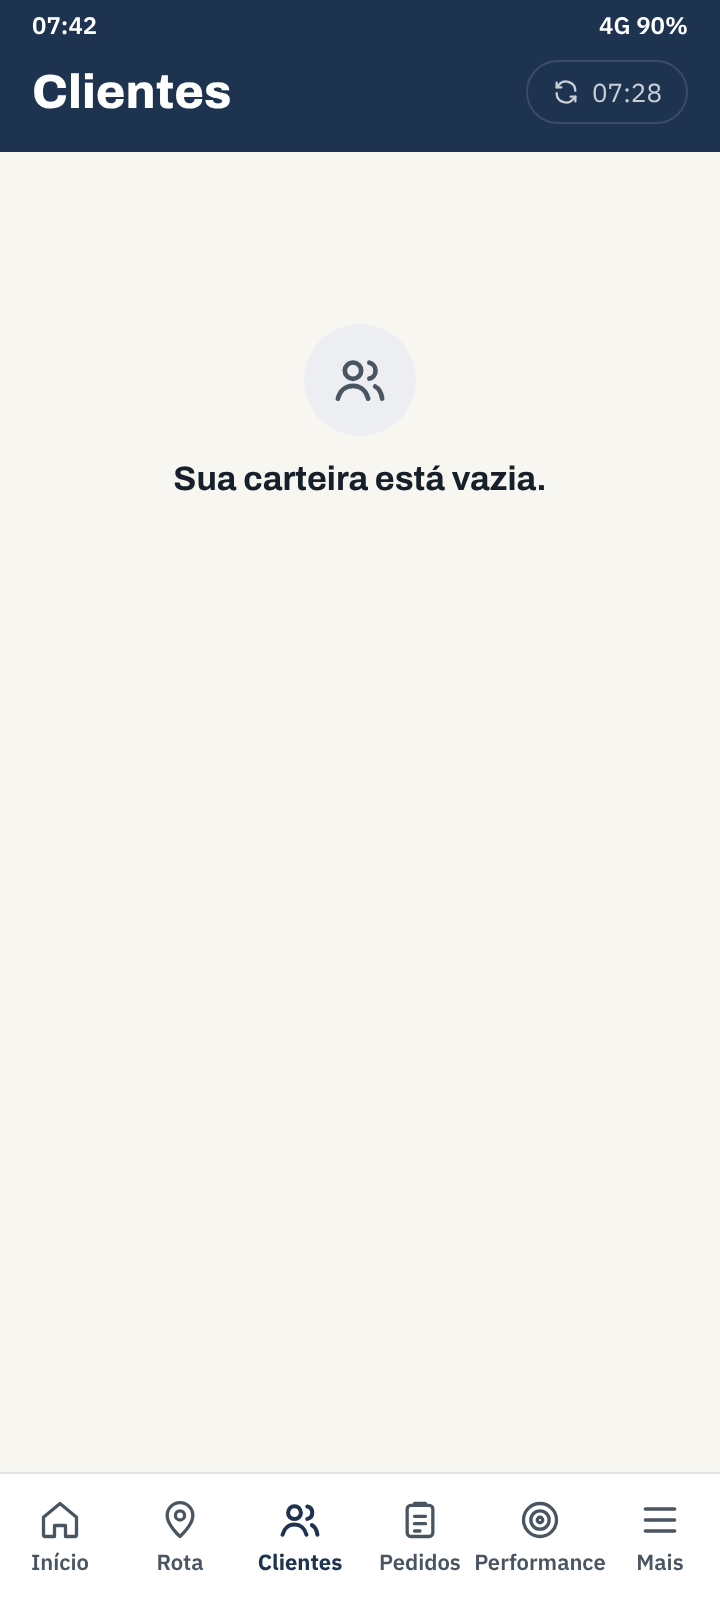 07:42
4G 90%
Clientes
07:28
Sua carteira está vazia.
Início
Rota
Clientes
Pedidos
Performance
Mais